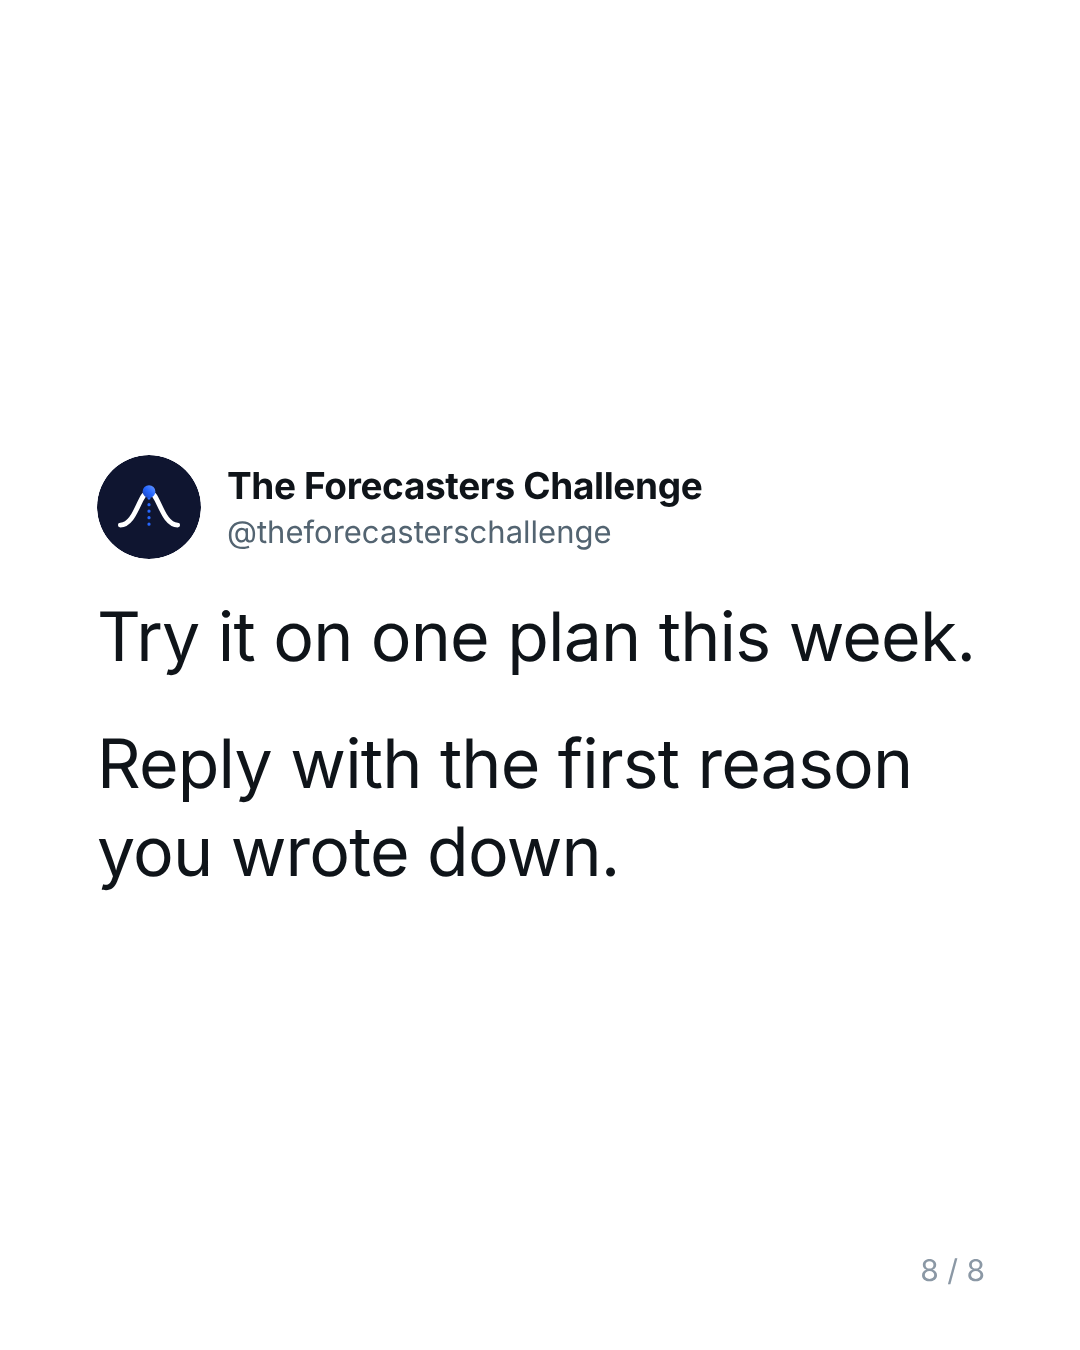 The Forecasters Challenge
@theforecasterschallenge
Try it on one plan this week.
Reply with the first reason
you wrote down.
8 / 8